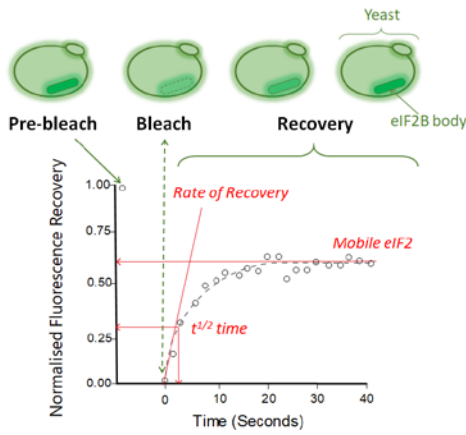 Yeast
Pre-bleach
Bleach
Recovery
eIF2B body
Normalised Fluorescence Recovery
1.00
0.75
0.50
0.25
0.00
Rate of Recovery
Mobile eIF2
t1/2 time
0
10
20
30
40
Time (Seconds)